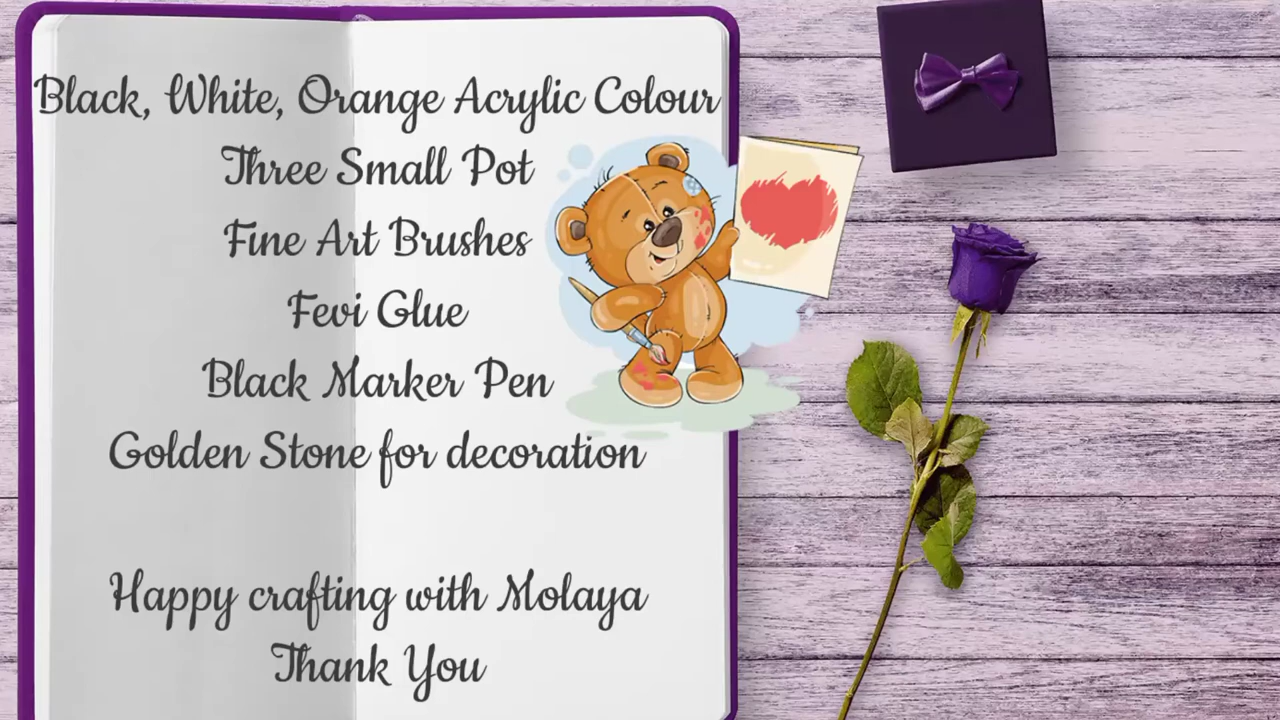 Black, White, Orange Acrylic Colour
Three Small Pot
Fine Art Brushes
Fevi Glue
Black Marker Pen
Golden Stone for decoration
Happy crafting with Molaya
Thank You